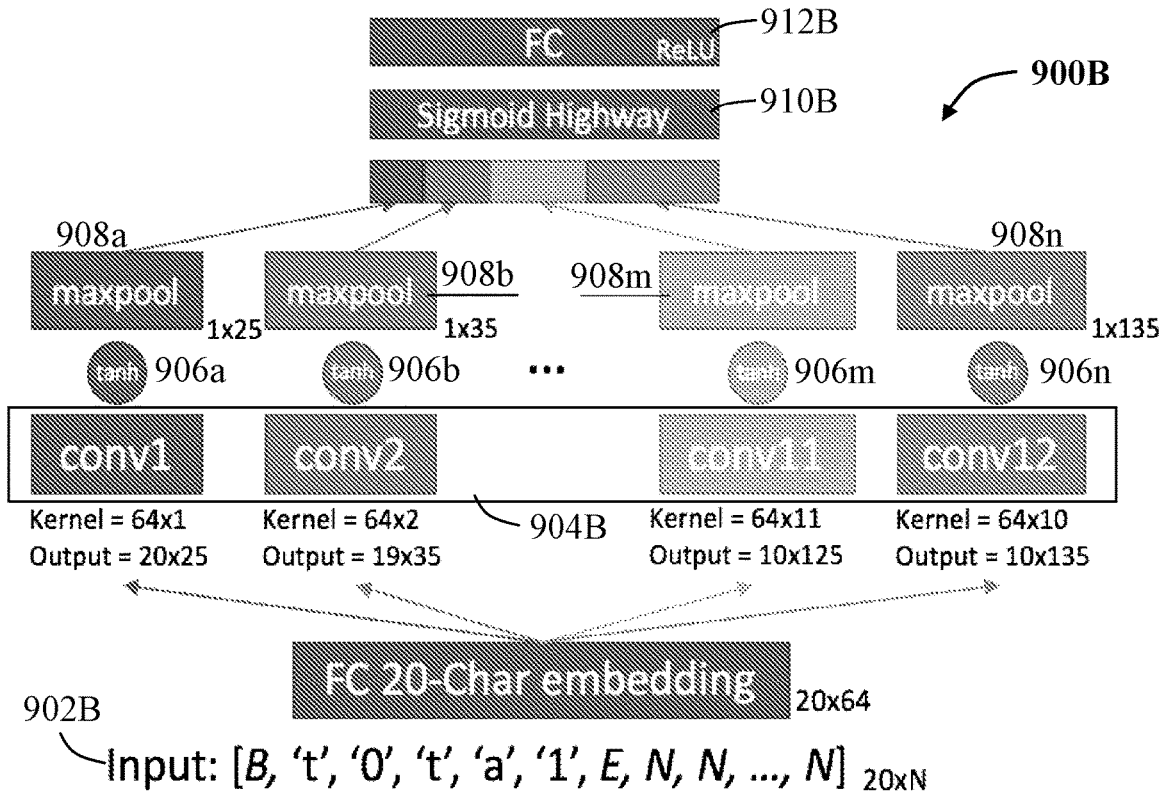 FC ReLU 912B
900B
Sigmoid Highway 910B
908a 908n
maxpool 1x25 maxpool 908b 1x35 908m maxpool maxpool 1x135
tanh 906a tanh 906b ... tanh 906m tanh 906n
conv1 conv2 conv11 conv12
904B
Kernel = 64x1 Kernel = 64x2 Kernel = 64x11 Kernel = 64x10
Output = 20x25 Output = 19x35 Output = 10x125 Output = 10x135
FC 20-Char embedding 20x64
902B
Input: [B, ‘t’, ‘0’, ‘t’, ‘a’, ‘1’, E, N, N, ..., N] 20xN